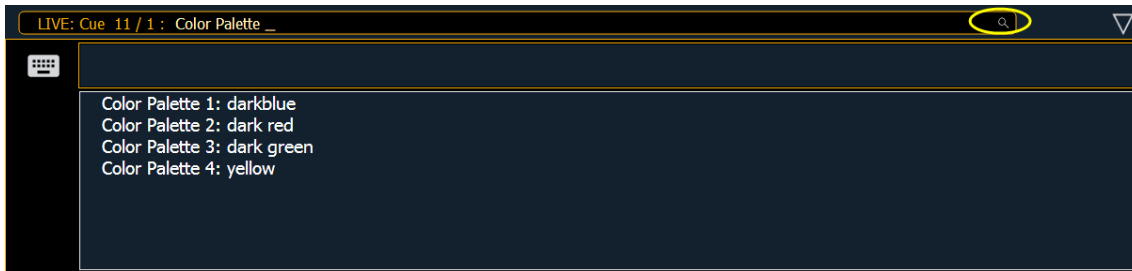 LIVE: Cue 11 / 1 : Color Palette _
Color Palette 1: darkblue
Color Palette 2: dark red
Color Palette 3: dark green
Color Palette 4: yellow